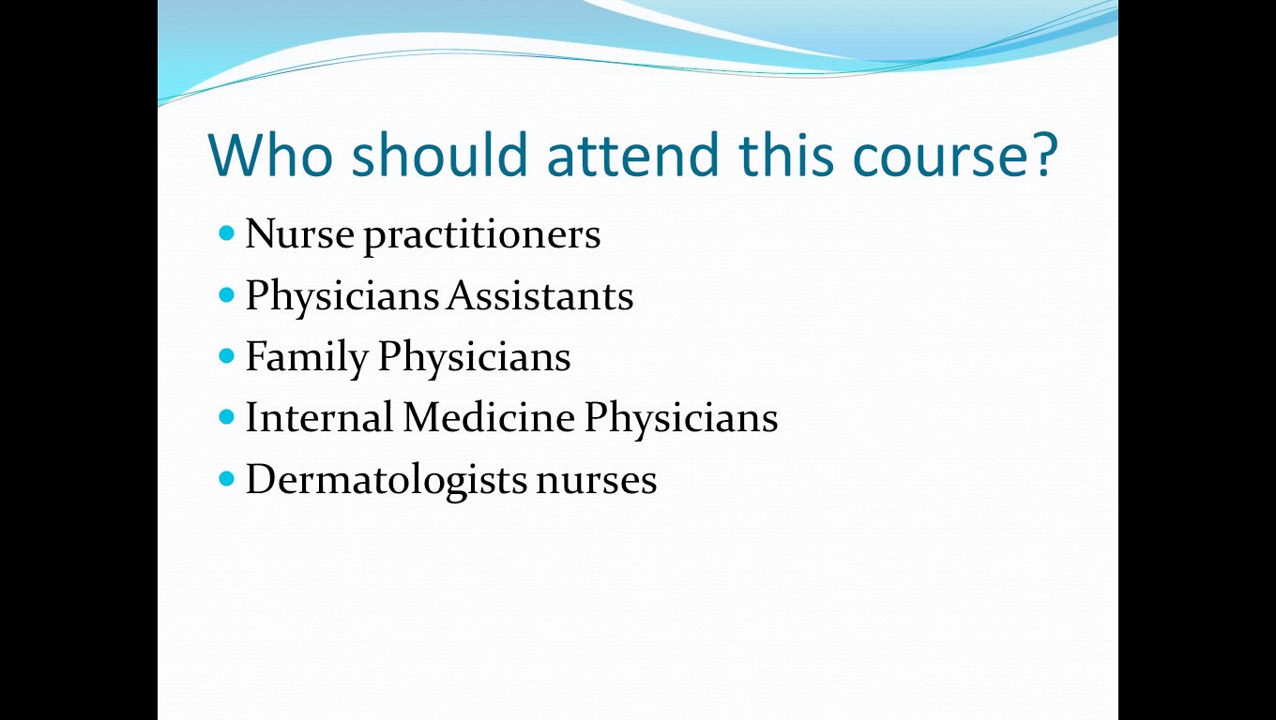 Who should attend this course?
Nurse practitioners
Physicians Assistants
Family Physicians
Internal Medicine Physicians
Dermatologists nurses